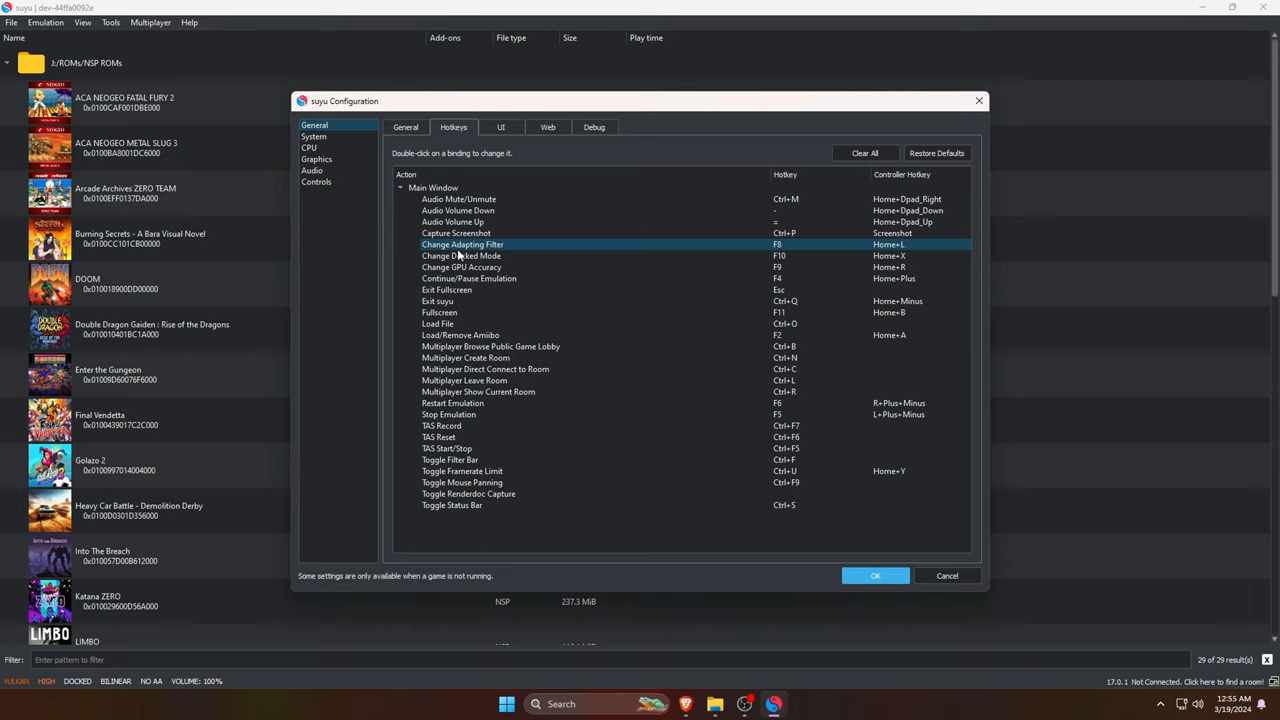 suyu | dev-44ffa0092e
File Emulation View Tools Multiplayer Help
Name Add-ons File type Size Play time
J:/ROMs/NSP ROMs
ACA NEOGEO FATAL FURY 2
0x0100CAF001DBE000
ACA NEOGEO METAL SLUG 3
0x0100BA8001DC6000
Arcade Archives ZERO TEAM
0x0100EFF0137DA000
Burning Secrets - A Bara Visual Novel
0x0100CC101CB00000
DOOM
0x010018900DD00000
Double Dragon Gaiden : Rise of the Dragons
0x010010401BC1A000
Enter the Gungeon
0x01009D60076F6000
Final Vendetta
0x0100439017C2C000
Golazo 2
0x0100997014004000
Heavy Car Battle - Demolition Derby
0x0100D0301D356000
Into The Breach
0x010057D00B612000
Katana ZERO
0x010029600D56A000
NSP 237.3 MiB
LIMBO
LIMBO
suyu Configuration
General
System
CPU
Graphics
Audio
Controls
General Hotkeys UI Web Debug
Double-click on a binding to change it.
Clear All Restore Defaults
Action Hotkey Controller Hotkey
Main Window
Audio Mute/Unmute Ctrl+M Home+Dpad_Right
Audio Volume Down - Home+Dpad_Down
Audio Volume Up = Home+Dpad_Up
Capture Screenshot Ctrl+P Screenshot
Change Adapting Filter F8 Home+L
Change Docked Mode F10 Home+X
Change GPU Accuracy F9 Home+R
Continue/Pause Emulation F4 Home+Plus
Exit Fullscreen Esc
Exit suyu Ctrl+Q Home+Minus
Fullscreen F11 Home+B
Load File Ctrl+O
Load/Remove Amiibo F2 Home+A
Multiplayer Browse Public Game Lobby Ctrl+B
Multiplayer Create Room Ctrl+N
Multiplayer Direct Connect to Room Ctrl+C
Multiplayer Leave Room Ctrl+L
Multiplayer Show Current Room Ctrl+R
Restart Emulation F6 R+Plus+Minus
Stop Emulation F5 L+Plus+Minus
TAS Record Ctrl+F7
TAS Reset Ctrl+F6
TAS Start/Stop Ctrl+F5
Toggle Filter Bar Ctrl+F
Toggle Framerate Limit Ctrl+U Home+Y
Toggle Mouse Panning Ctrl+F9
Toggle Renderdoc Capture
Toggle Status Bar Ctrl+S
Some settings are only available when a game is not running.
OK Cancel
Filter: Enter pattern to filter 29 of 29 result(s) X
VULKAN HIGH DOCKED BILINEAR NO AA VOLUME: 100% 17.0.1 Not Connected. Click here to find a room!
Search
12:55 AM
3/19/2024